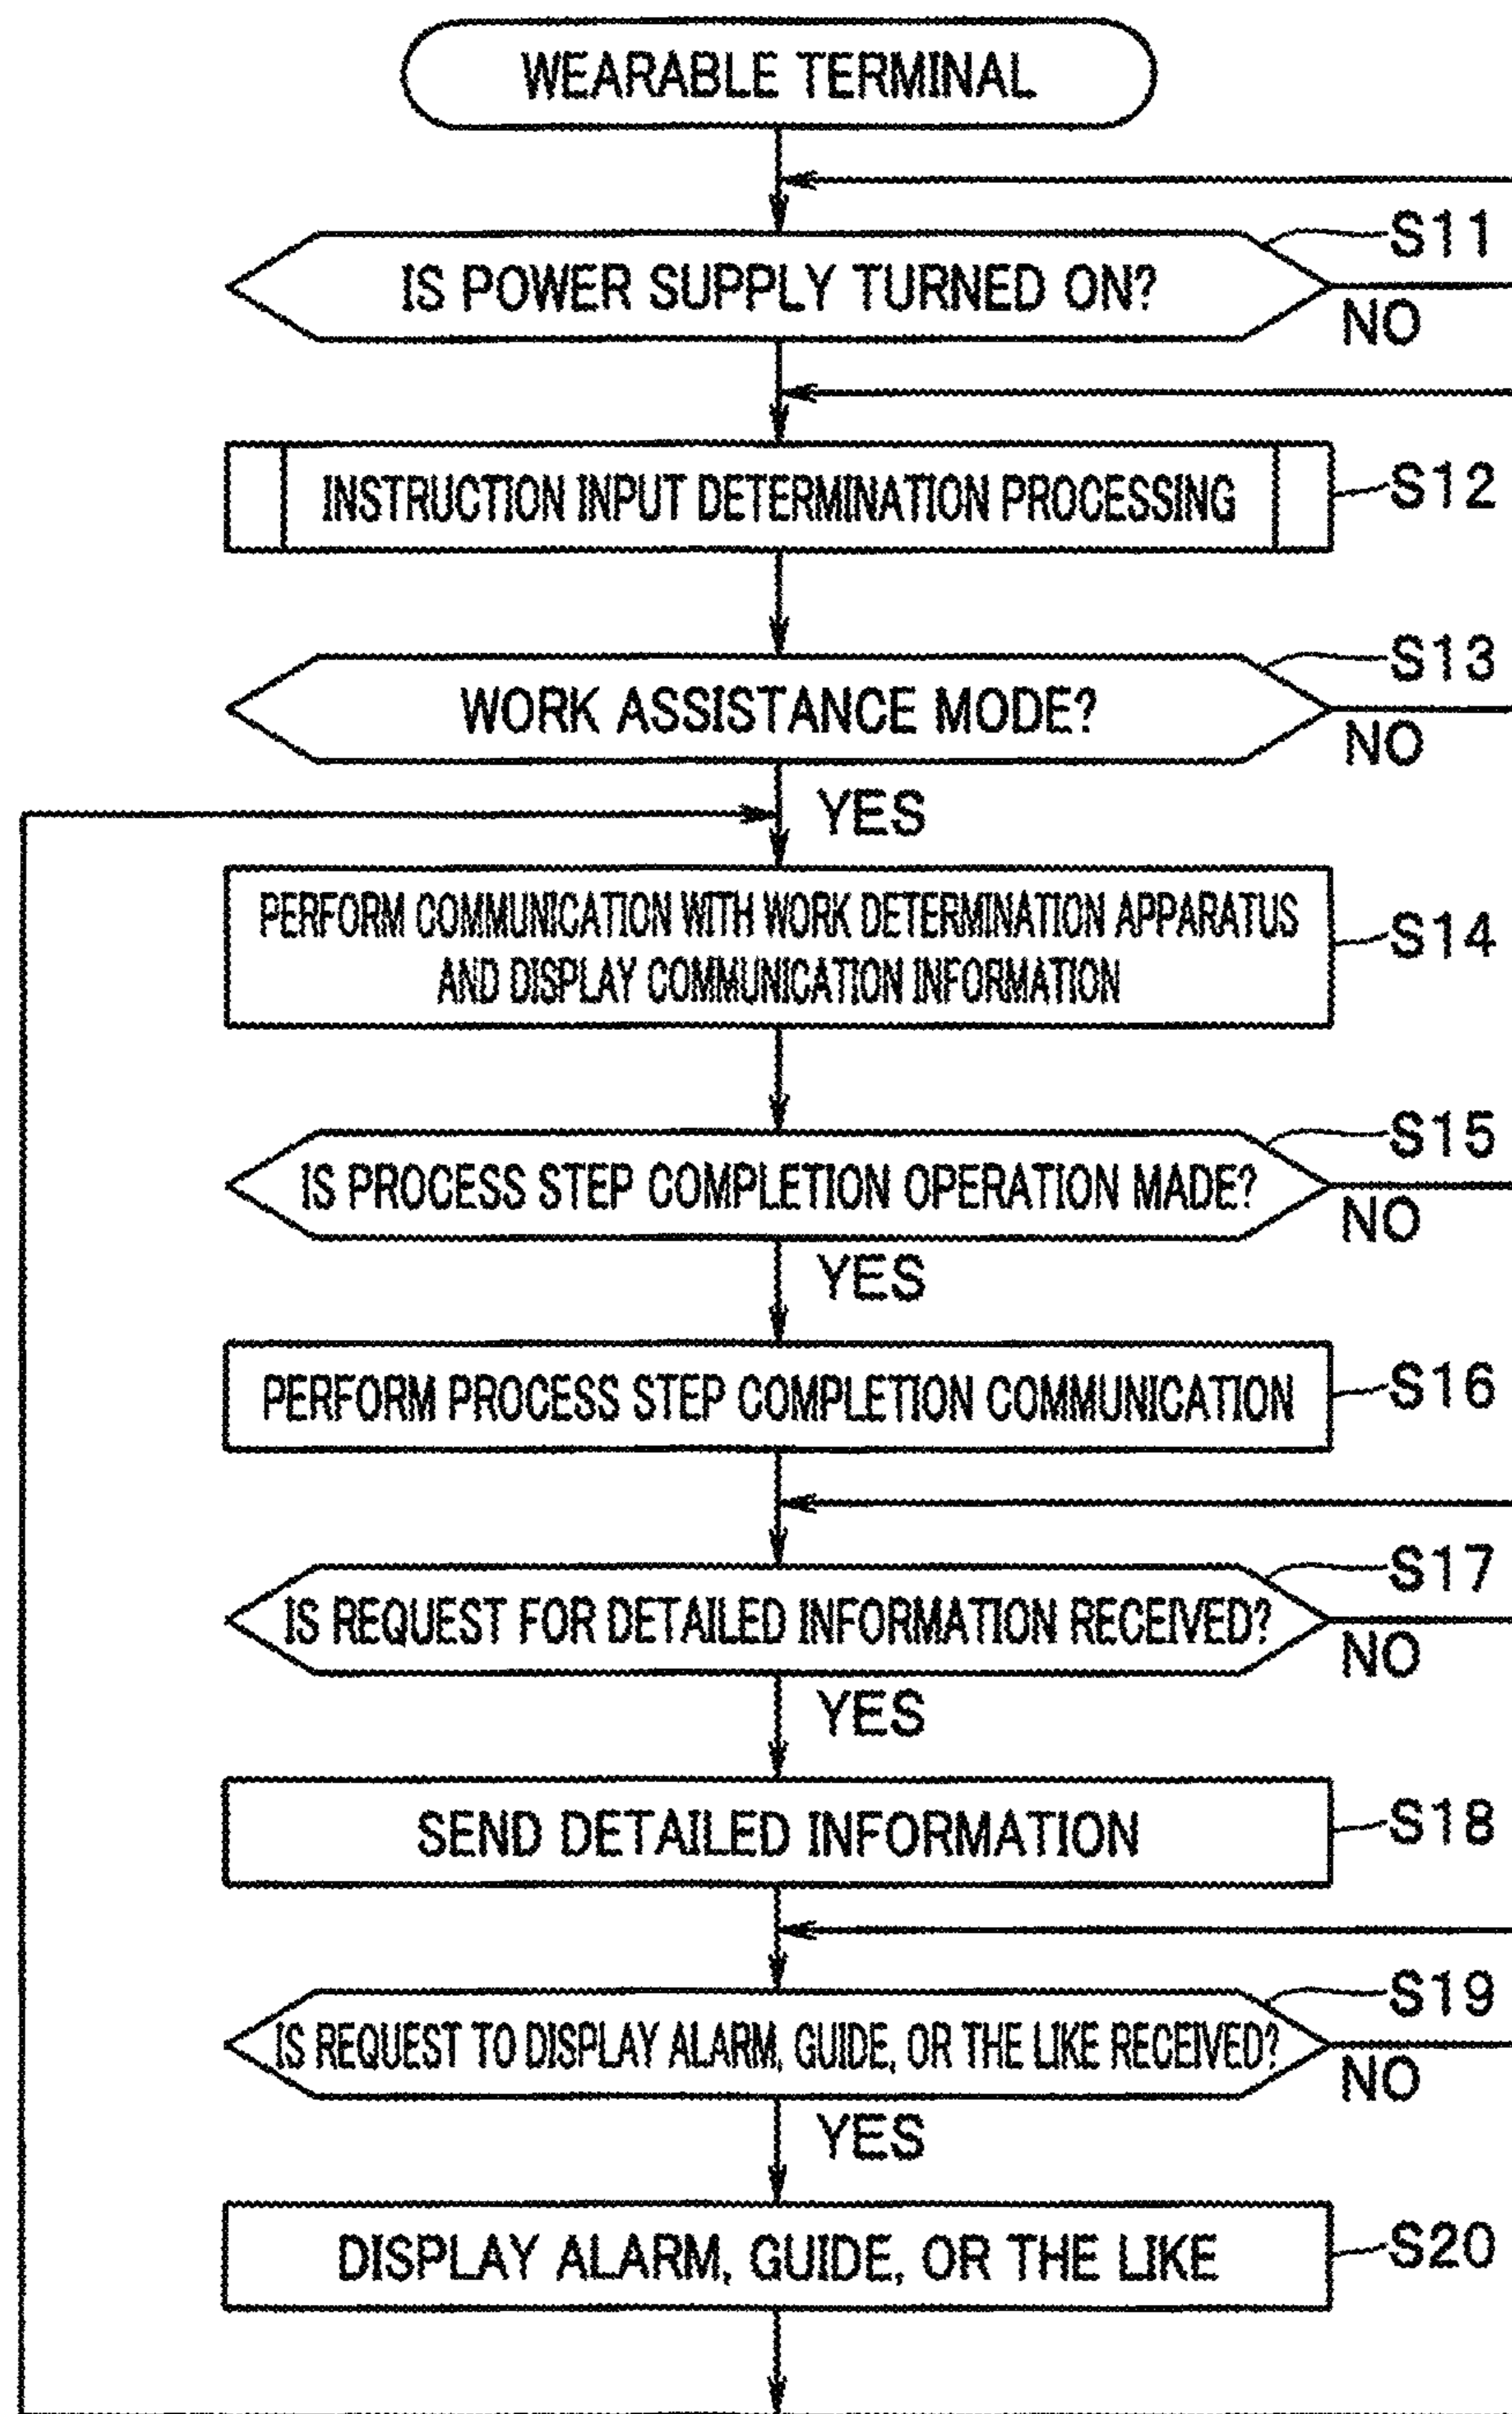 WEARABLE TERMINAL
S11
IS POWER SUPPLY TURNED ON?
NO
INSTRUCTION INPUT DETERMINATION PROCESSING
S12
S13
WORK ASSISTANCE MODE?
NO
YES
PERFORM COMMUNICATION WITH WORK DETERMINATION APPARATUS
AND DISPLAY COMMUNICATION INFORMATION
S14
S15
IS PROCESS STEP COMPLETION OPERATION MADE?
NO
YES
PERFORM PROCESS STEP COMPLETION COMMUNICATION
S16
S17
IS REQUEST FOR DETAILED INFORMATION RECEIVED?
NO
YES
SEND DETAILED INFORMATION
S18
S19
IS REQUEST TO DISPLAY ALARM, GUIDE, OR THE LIKE RECEIVED?
NO
YES
DISPLAY ALARM, GUIDE, OR THE LIKE
S20